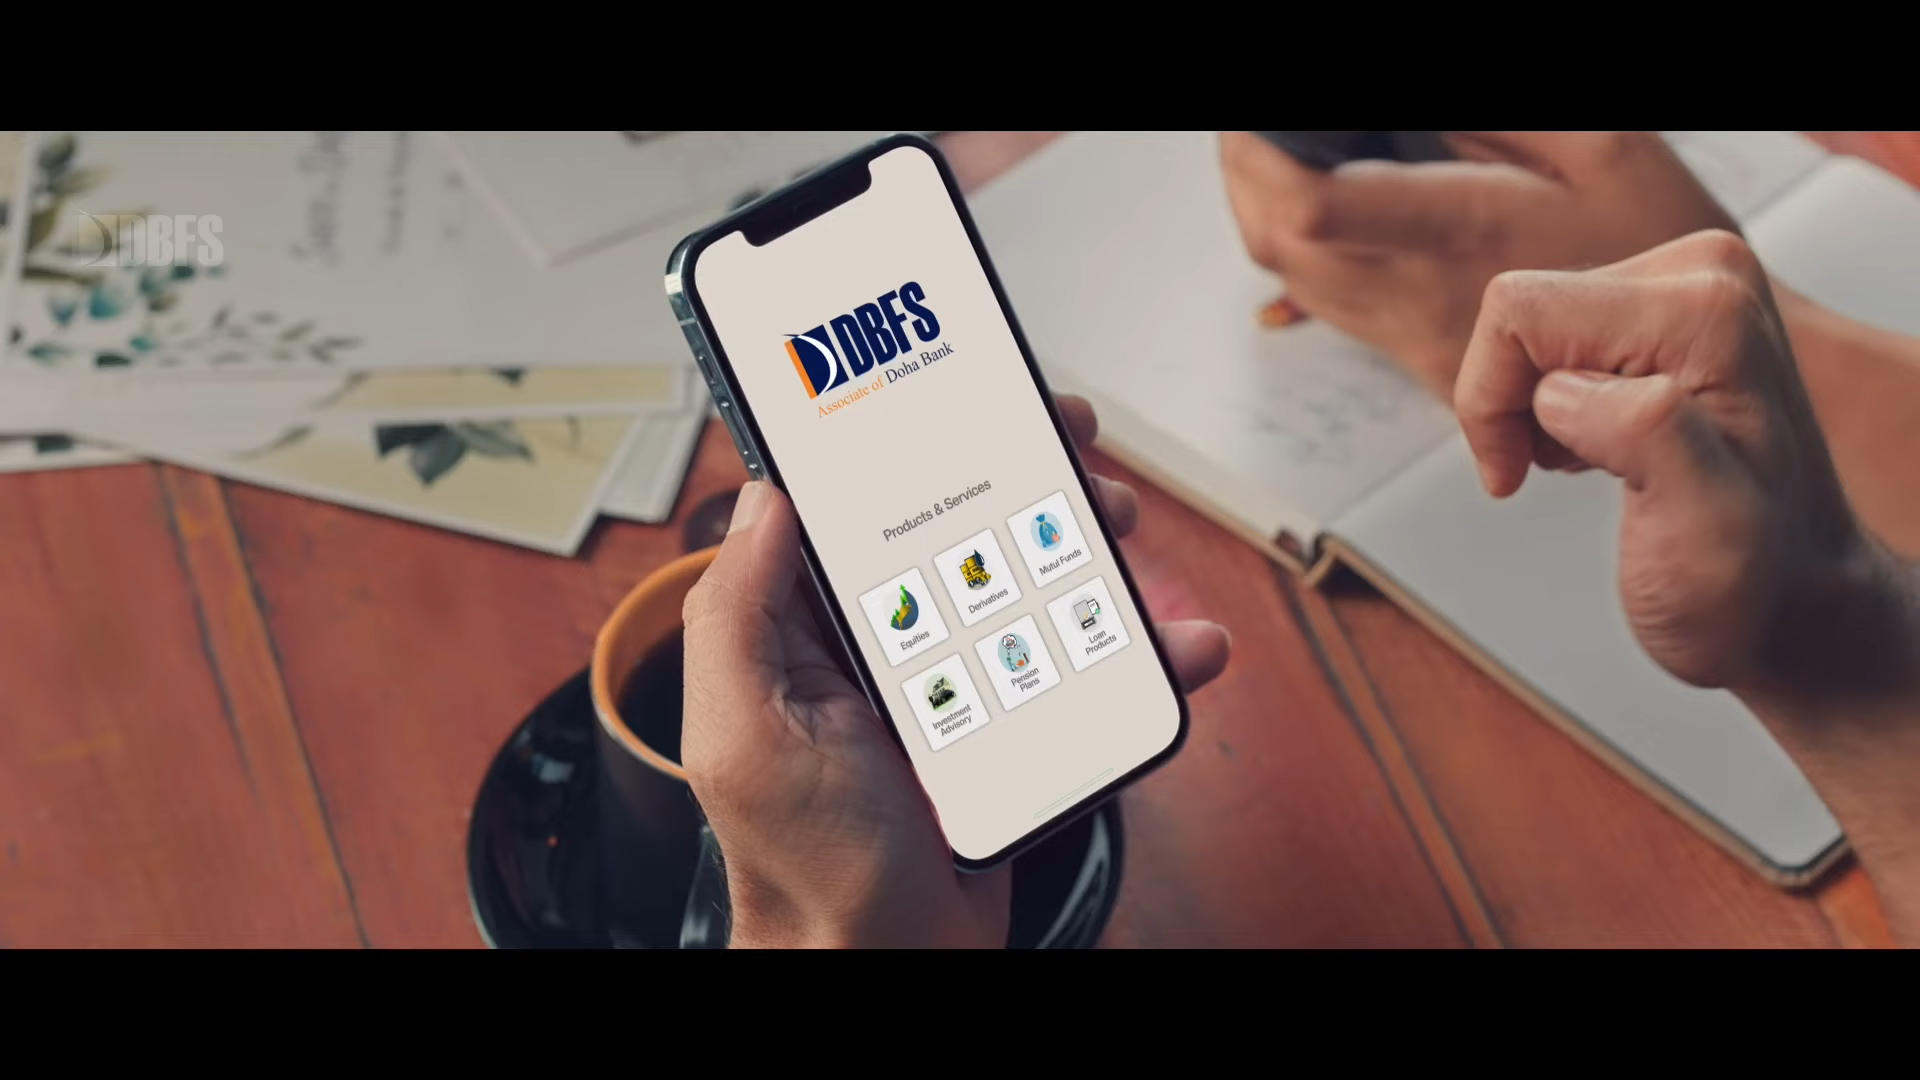 DBFS
DBFS
Associate of Doha Bank
Products & Services
Equities
Derivatives
Mutul Funds
Investment
Advisory
Pension
Plans
Loan
Products